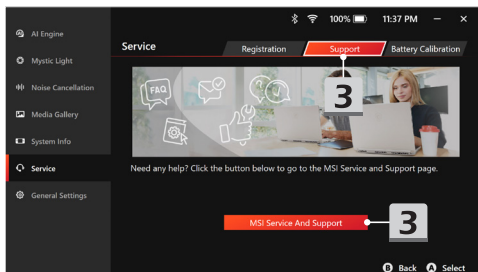 100% 11:37 PM
AI Engine
Mystic Light
Noise Cancellation
Media Gallery
System Info
Service
General Settings
Service
Registration Support Battery Calibration
3
FAQ
Need any help? Click the button below to go to the MSI Service and Support page.
MSI Service And Support
3
B Back A Select